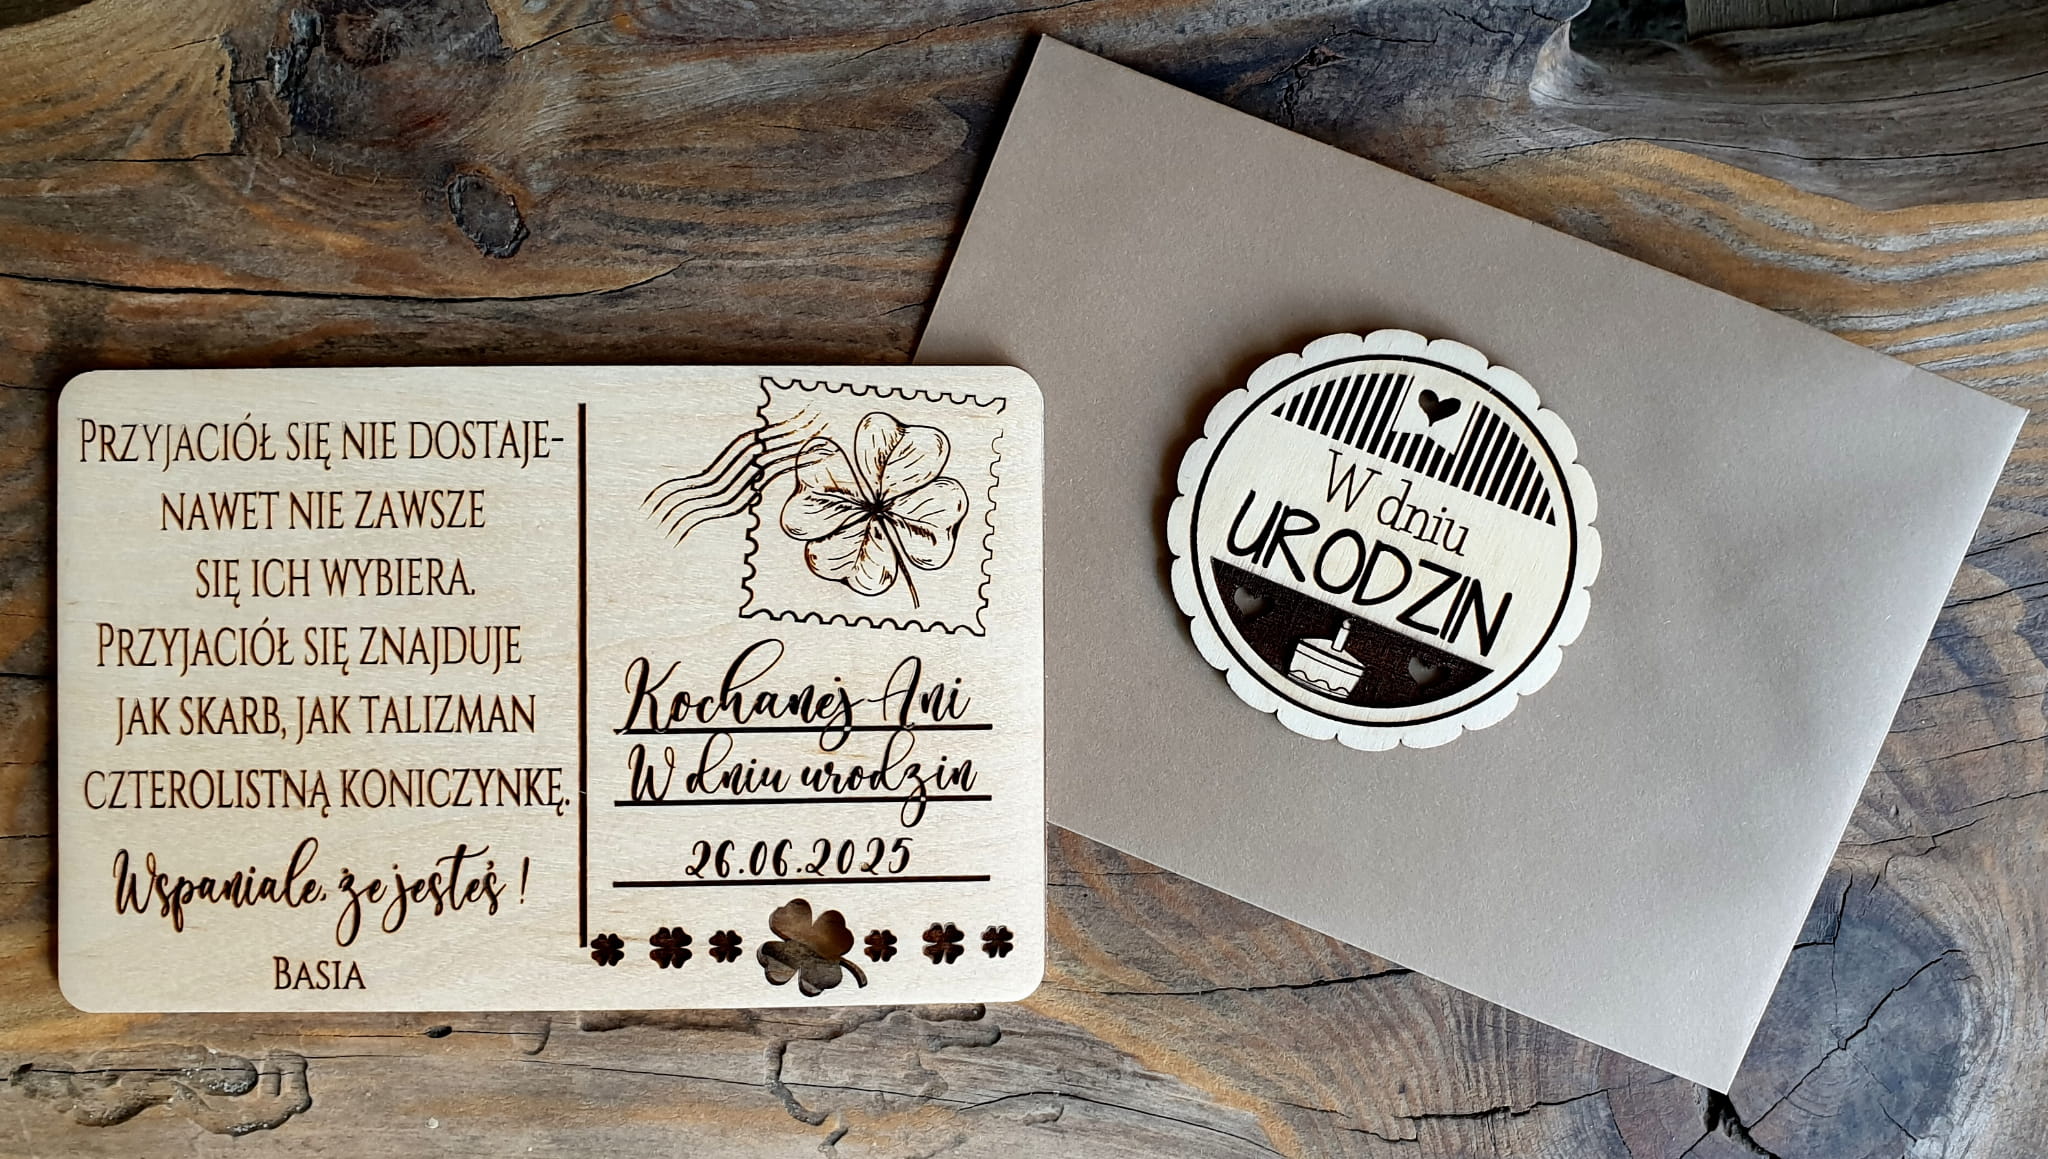 PRZYJACIÓŁ SIĘ NIE DOSTAJE-
NAWET NIE ZAWSZE
SIĘ ICH WYBIERA.
PRZYJACIÓŁ SIĘ ZNAJDUJE
JAK SKARB, JAK TALIZMAN
CZTEROLISTNĄ KONICZYNKĘ.
Wspaniale, że jesteś !
BASIA
Kochanej Ani
W dniu urodzin
26.06.2025
W dniu
URODZIN